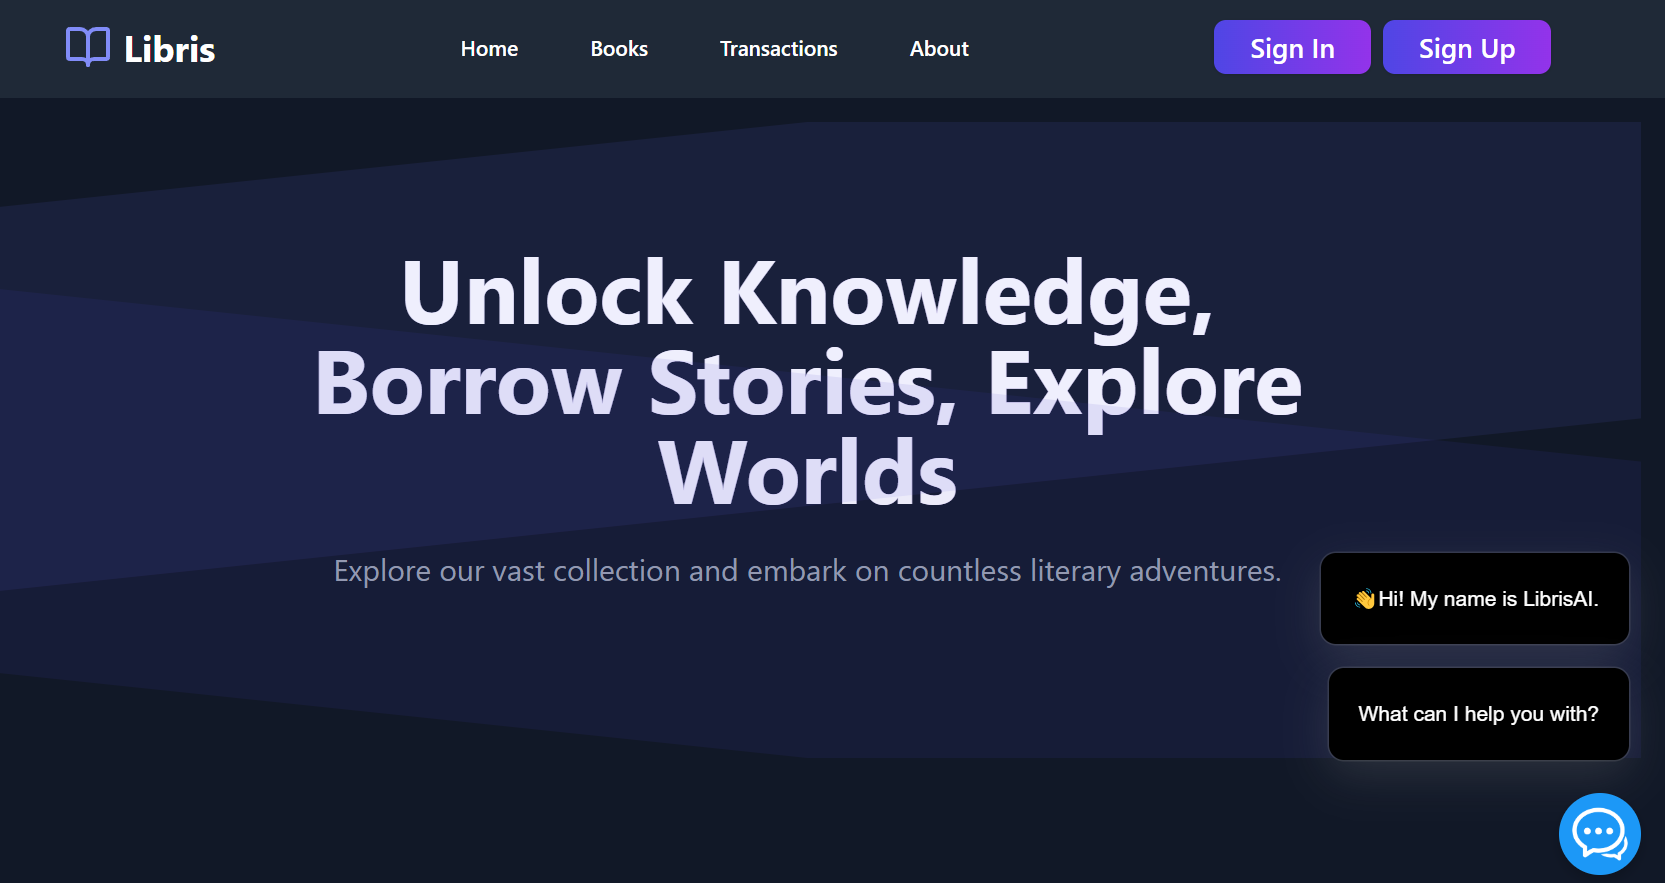 Libris
Home
Books
Transactions
About
Sign In
Sign Up
Unlock Knowledge,
Borrow Stories, Explore
Worlds
Explore our vast collection and embark on countless literary adventures.
👋Hi! My name is LibrisAI.
What can I help you with?